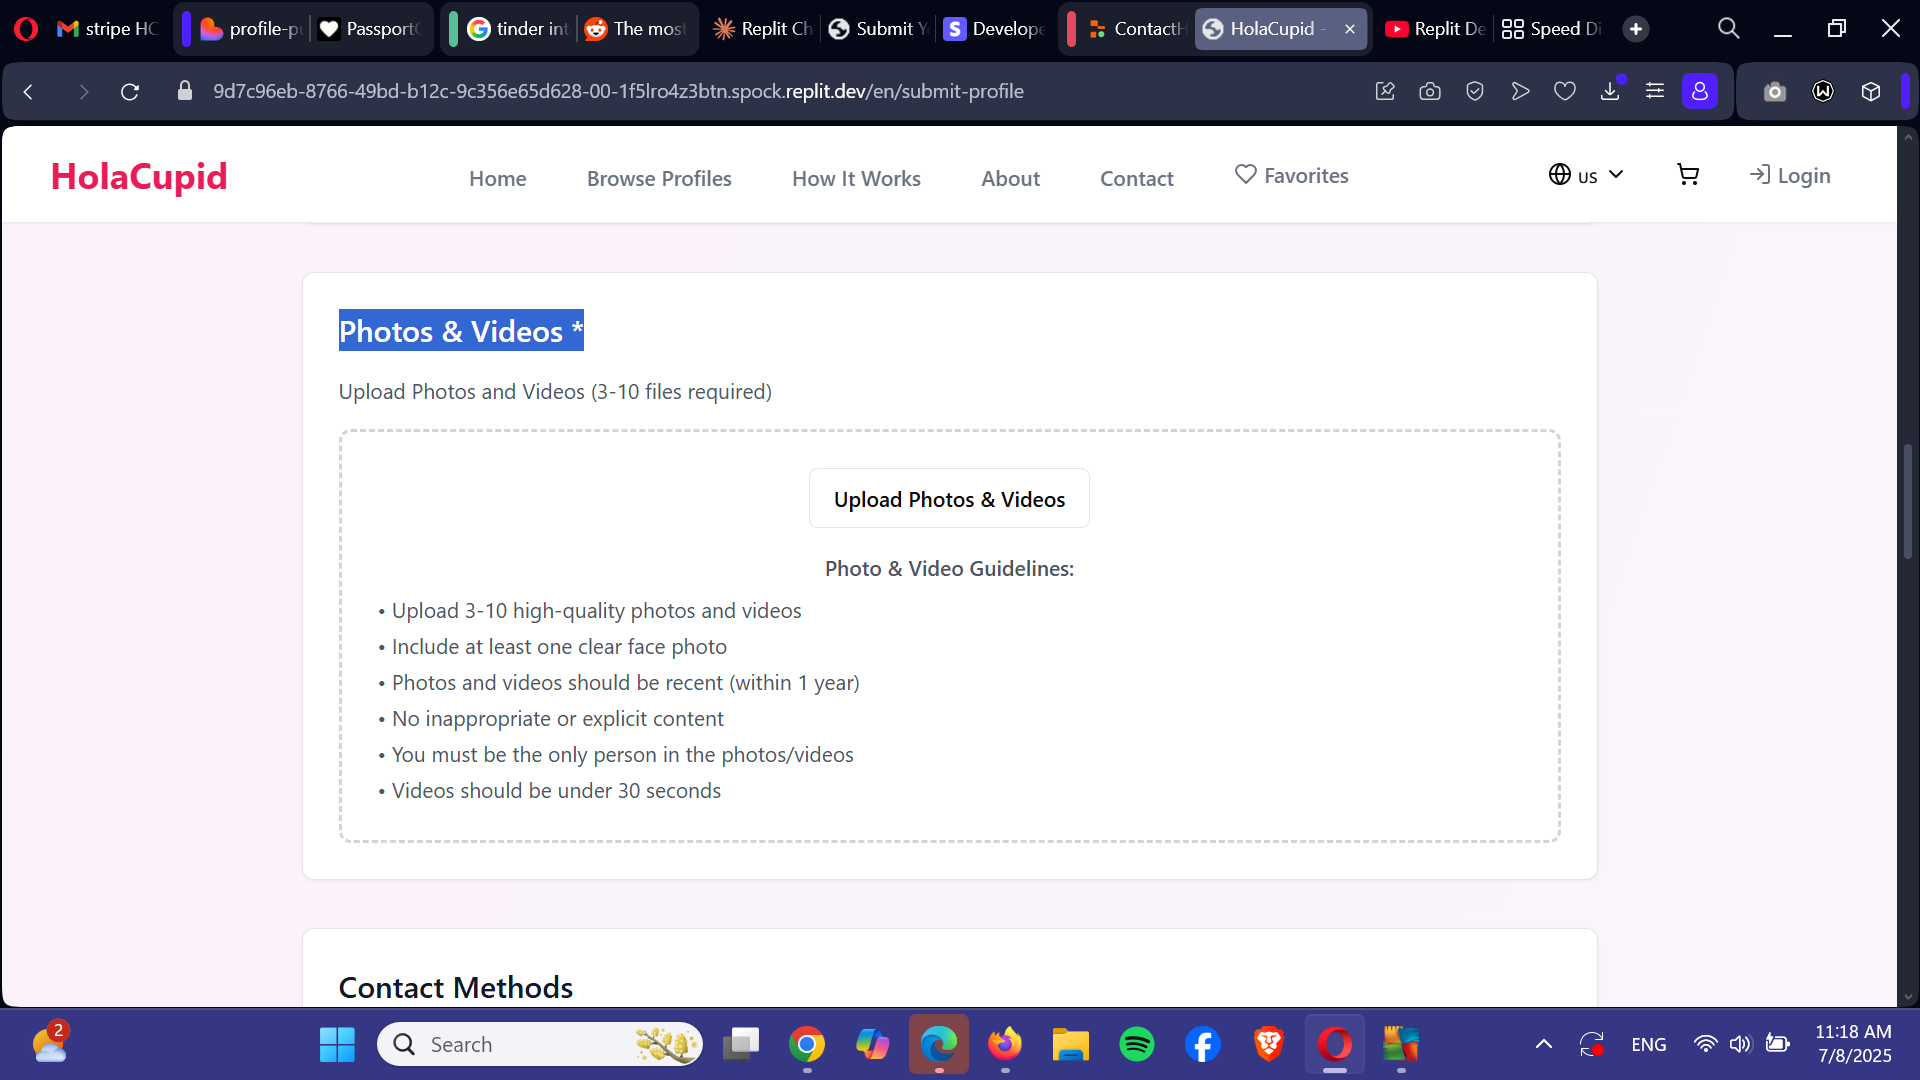 stripe HC
profile-pu
PassportC
tinder int
The most
Replit Ch
Submit Y
Develope
ContactH
HolaCupid -
Replit De
Speed Di
9d7c96eb-8766-49bd-b12c-9c356e65d628-00-1f5lro4z3btn.spock.replit.dev/en/submit-profile
HolaCupid
Home
Browse Profiles
How It Works
About
Contact
Favorites
us
Login
Photos & Videos *
Upload Photos and Videos (3-10 files required)
Upload Photos & Videos
Photo & Video Guidelines:
• Upload 3-10 high-quality photos and videos
• Include at least one clear face photo
• Photos and videos should be recent (within 1 year)
• No inappropriate or explicit content
• You must be the only person in the photos/videos
• Videos should be under 30 seconds
Contact Methods
2
Search
ENG
11:18 AM
7/8/2025